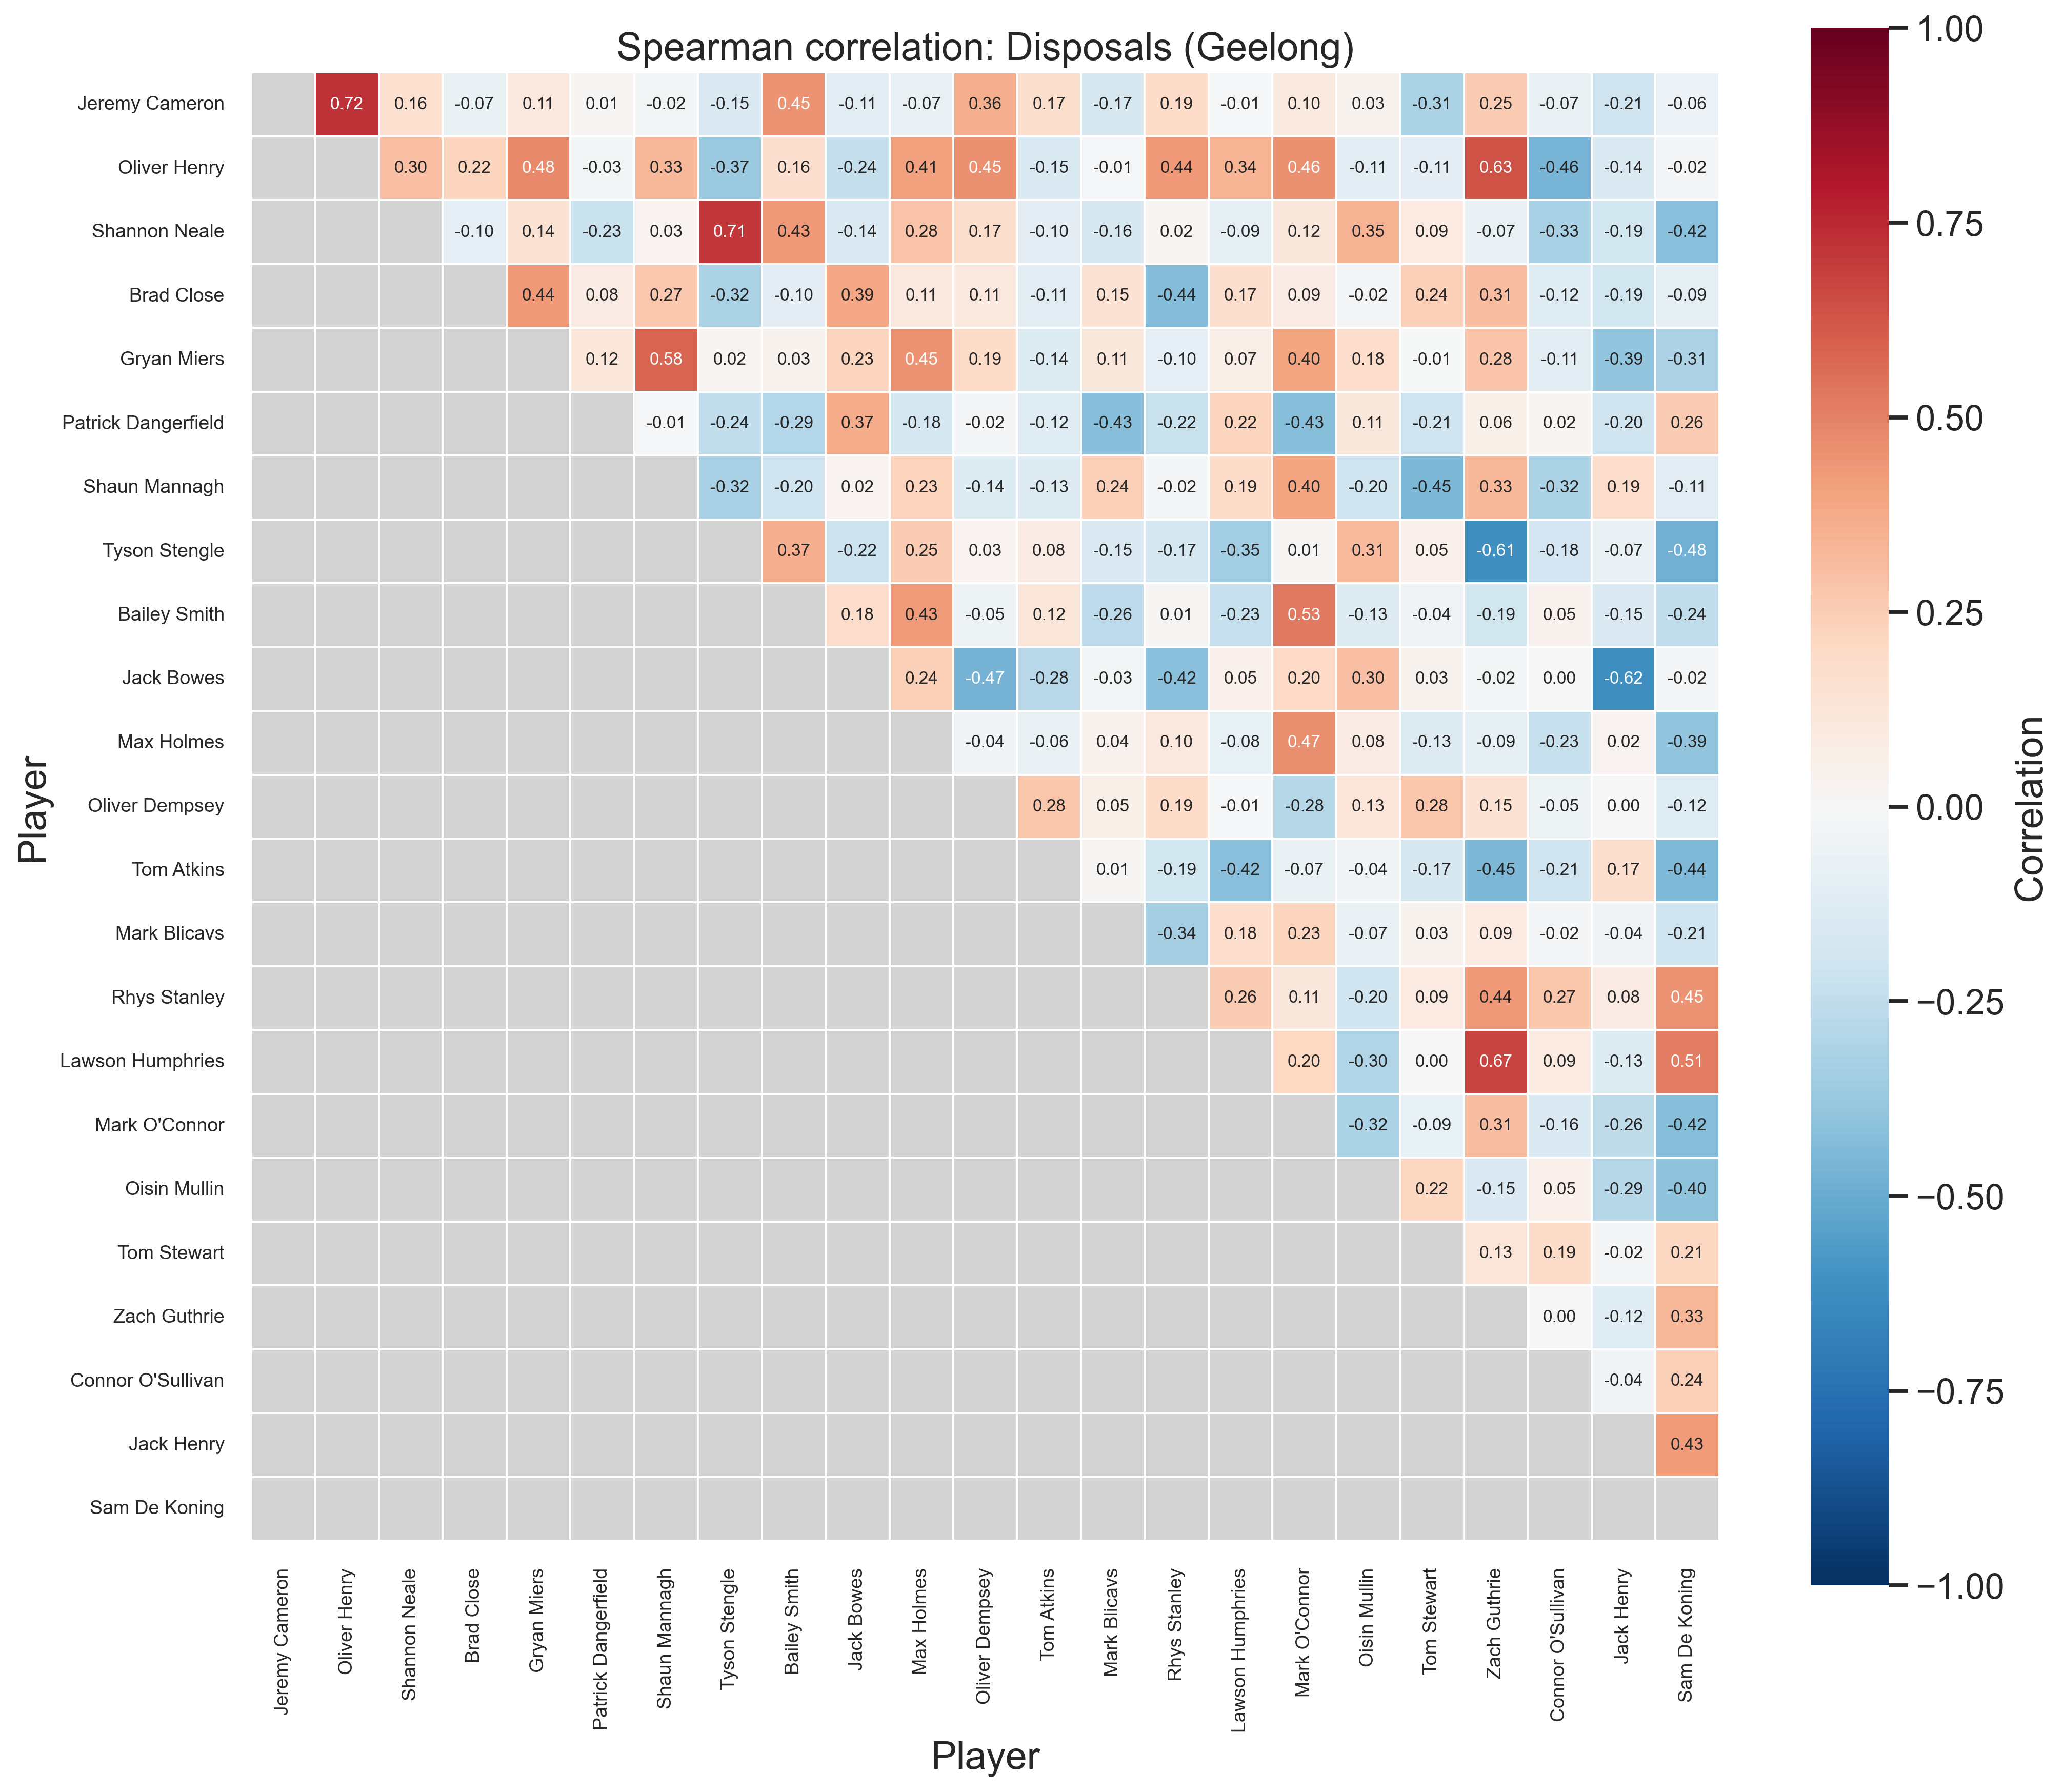 Spearman correlation: Disposals (Geelong)
Jeremy Cameron 0.72 0.16 -0.07 0.11 0.01 -0.02 -0.15 0.45 -0.11 -0.07 0.36 0.17 -0.17 0.19 -0.01 0.10 0.03 -0.31 0.25 -0.07 -0.21 -0.06
Oliver Henry 0.30 0.22 0.48 -0.03 0.33 -0.37 0.16 -0.24 0.41 0.45 -0.15 -0.01 0.44 0.34 0.46 -0.11 -0.11 0.63 -0.46 -0.14 -0.02
Shannon Neale -0.10 0.14 -0.23 0.03 0.71 0.43 -0.14 0.28 0.17 -0.10 -0.16 0.02 -0.09 0.12 0.35 0.09 -0.07 -0.33 -0.19 -0.42
Brad Close 0.44 0.08 0.27 -0.32 -0.10 0.39 0.11 0.11 -0.11 0.15 -0.44 0.17 0.09 -0.02 0.24 0.31 -0.12 -0.19 -0.09
Gryan Miers 0.12 0.58 0.02 0.03 0.23 0.45 0.19 -0.14 0.11 -0.10 0.07 0.40 0.18 -0.01 0.28 -0.11 -0.39 -0.31
Patrick Dangerfield -0.01 -0.24 -0.29 0.37 -0.18 -0.02 -0.12 -0.43 -0.22 0.22 -0.43 0.11 -0.21 0.06 0.02 -0.20 0.26
Shaun Mannagh -0.32 -0.20 0.02 0.23 -0.14 -0.13 0.24 -0.02 0.19 0.40 -0.20 -0.45 0.33 -0.32 0.19 -0.11
Tyson Stengle 0.37 -0.22 0.25 0.03 0.08 -0.15 -0.17 -0.35 0.01 0.31 0.05 -0.61 -0.18 -0.07 -0.48
Bailey Smith 0.18 0.43 -0.05 0.12 -0.26 0.01 -0.23 0.53 -0.13 -0.04 -0.19 0.05 -0.15 -0.24
Jack Bowes 0.24 -0.47 -0.28 -0.03 -0.42 0.05 0.20 0.30 0.03 -0.02 0.00 -0.62 -0.02
Max Holmes -0.04 -0.06 0.04 0.10 -0.08 0.47 0.08 -0.13 -0.09 -0.23 0.02 -0.39
Oliver Dempsey 0.28 0.05 0.19 -0.01 -0.28 0.13 0.28 0.15 -0.05 0.00 -0.12
Tom Atkins 0.01 -0.19 -0.42 -0.07 -0.04 -0.17 -0.45 -0.21 0.17 -0.44
Mark Blicavs -0.34 0.18 0.23 -0.07 0.03 0.09 -0.02 -0.04 -0.21
Rhys Stanley 0.26 0.11 -0.20 0.09 0.44 0.27 0.08 0.45
Lawson Humphries 0.20 -0.30 0.00 0.67 0.09 -0.13 0.51
Mark O'Connor -0.32 -0.09 0.31 -0.16 -0.26 -0.42
Oisin Mullin 0.22 -0.15 0.05 -0.29 -0.40
Tom Stewart 0.13 0.19 -0.02 0.21
Zach Guthrie 0.00 -0.12 0.33
Connor O'Sullivan -0.04 0.24
Jack Henry 0.43
Sam De Koning
Player
Jeremy Cameron
Oliver Henry
Shannon Neale
Brad Close
Gryan Miers
Patrick Dangerfield
Shaun Mannagh
Tyson Stengle
Bailey Smith
Jack Bowes
Max Holmes
Oliver Dempsey
Tom Atkins
Mark Blicavs
Rhys Stanley
Lawson Humphries
Mark O'Connor
Oisin Mullin
Tom Stewart
Zach Guthrie
Connor O'Sullivan
Jack Henry
Sam De Koning
Player
1.00
0.75
0.50
0.25
0.00
−0.25
−0.50
−0.75
−1.00
Correlation